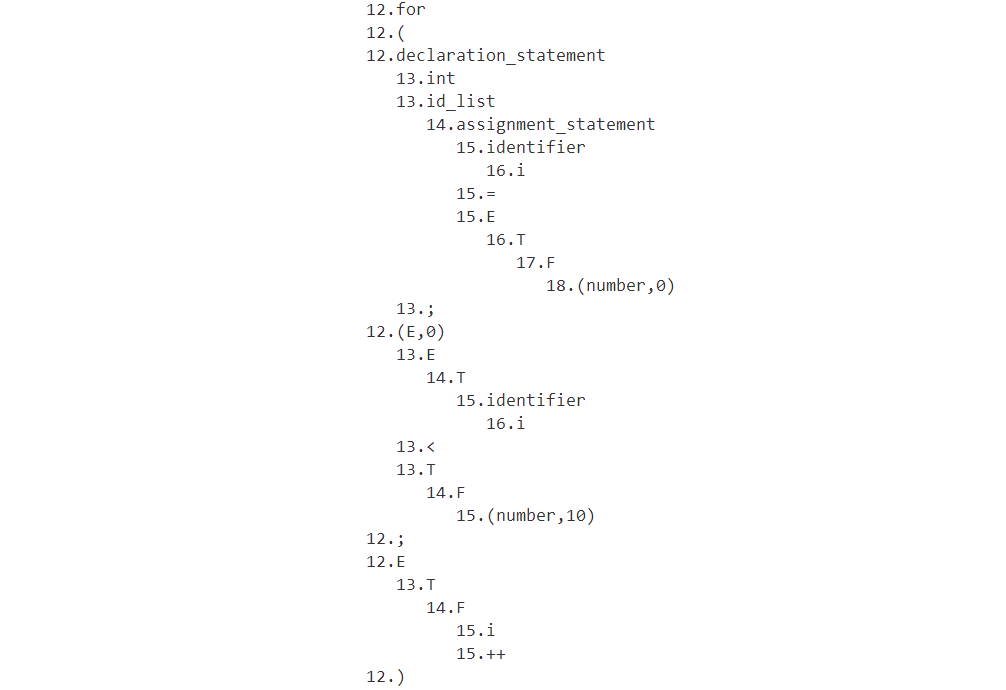 12.for
12.(
12.declaration_statement
13.int
13.id_list
14.assignment_statement
15.identifier
16.i
15.=
15.E
16.T
17.F
18.(number,0)
13.;
12.(E,0)
13.E
14.T
15.identifier
16.i
13.<
13.T
14.F
15.(number,10)
12.;
12.E
13.T
14.F
15.i
15.++
12.)